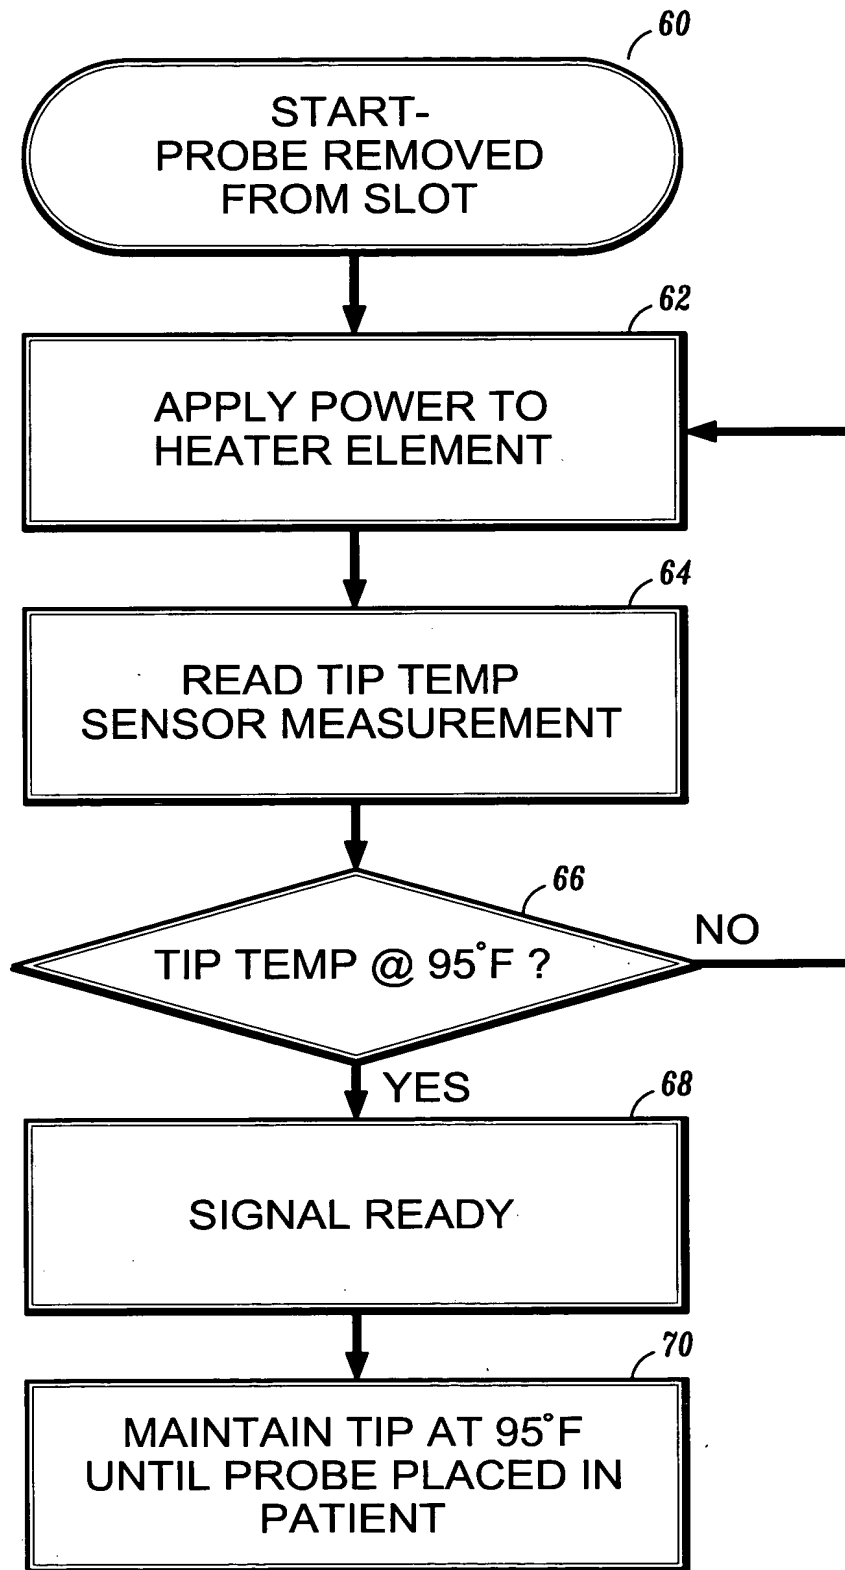 60
START-
PROBE REMOVED
FROM SLOT
62
APPLY POWER TO
HEATER ELEMENT
64
READ TIP TEMP
SENSOR MEASUREMENT
66
TIP TEMP @ 95°F ?
NO
YES
68
SIGNAL READY
70
MAINTAIN TIP AT 95°F
UNTIL PROBE PLACED IN
PATIENT